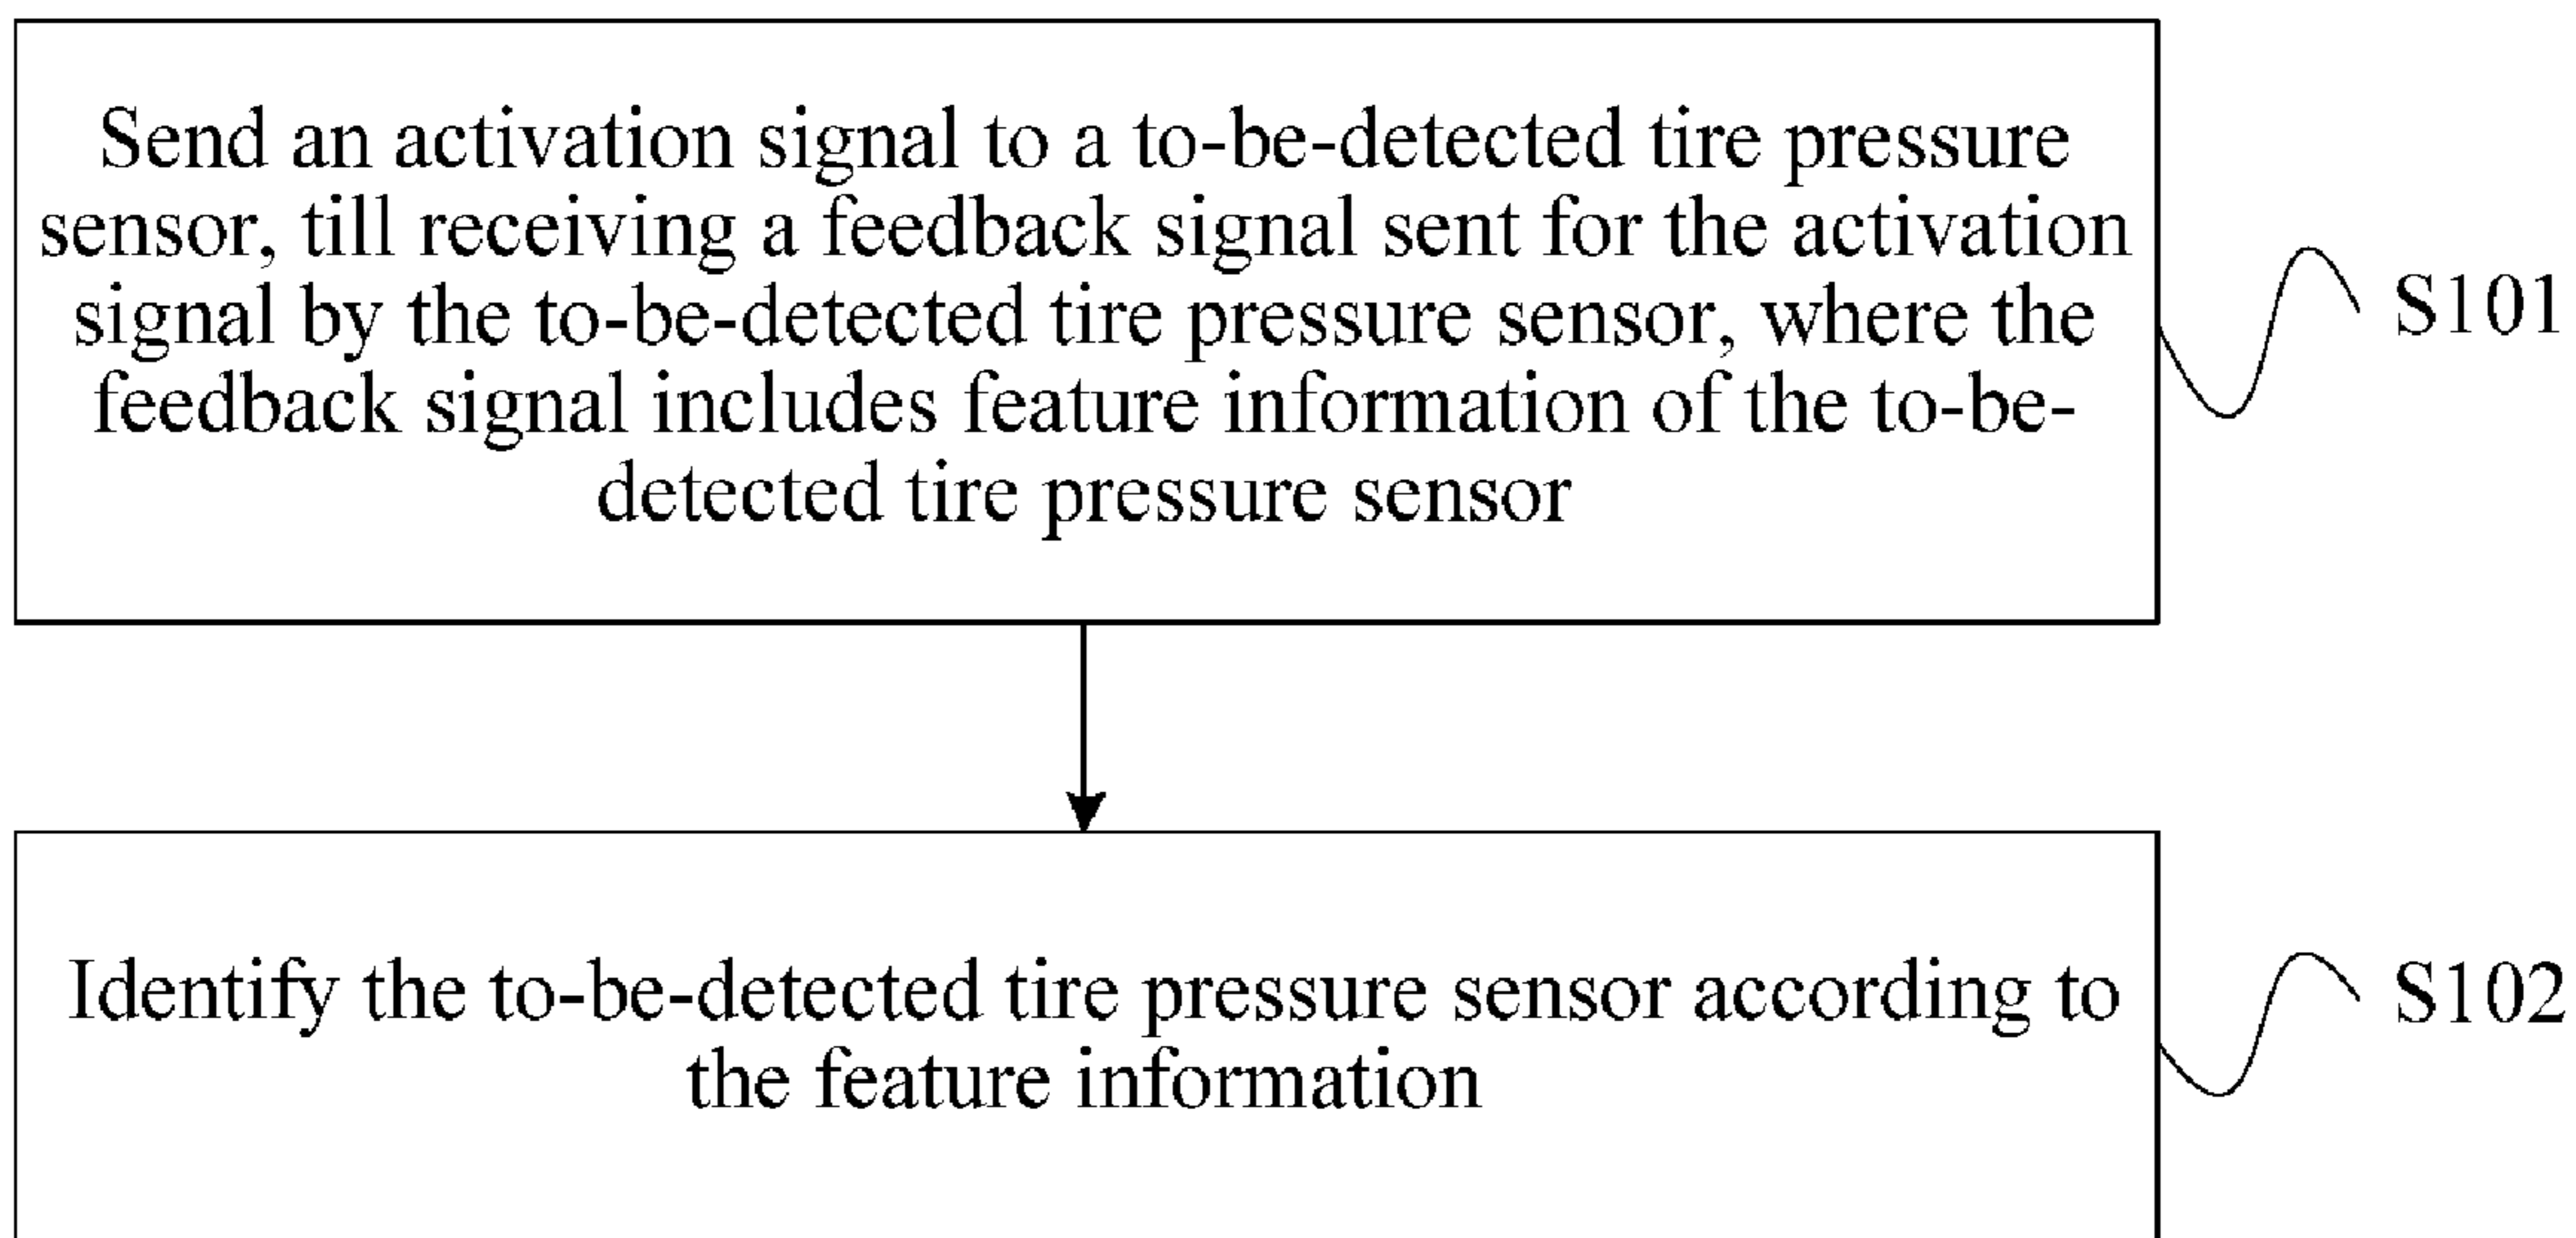 Send an activation signal to a to-be-detected tire pressure
sensor, till receiving a feedback signal sent for the activation
signal by the to-be-detected tire pressure sensor, where the
feedback signal includes feature information of the to-be-
detected tire pressure sensor
S101
Identify the to-be-detected tire pressure sensor according to
the feature information
S102